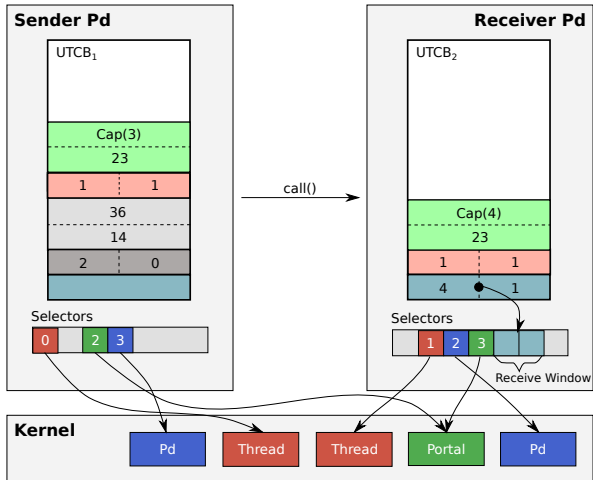 Sender Pd
UTCB1
Cap(3)
23
1 1
36
14
2 0
Selectors
0 2 3
call()
Receiver Pd
UTCB2
Cap(4)
23
1 1
4 1
Selectors
1 2 3
Receive Window
Kernel
Pd Thread Thread Portal Pd